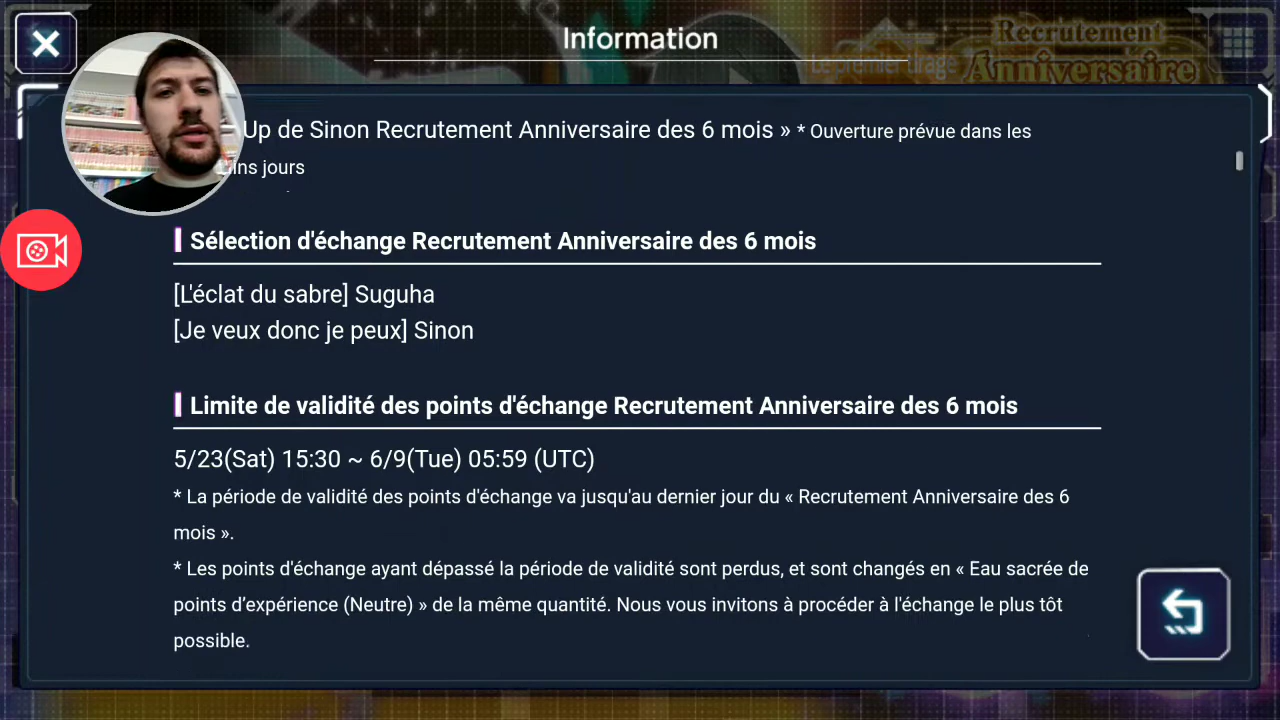 Information
Recrutement
Le premier tirage Anniversaire
Up de Sinon Recrutement Anniversaire des 6 mois » * Ouverture prévue dans les
jours
Sélection d'échange Recrutement Anniversaire des 6 mois
[L'éclat du sabre] Suguha
[Je veux donc je peux] Sinon
Limite de validité des points d'échange Recrutement Anniversaire des 6 mois
5/23(Sat) 15:30 ~ 6/9(Tue) 05:59 (UTC)
* La période de validité des points d'échange va jusqu'au dernier jour du « Recrutement Anniversaire des 6
mois ».
* Les points d'échange ayant dépassé la période de validité sont perdus, et sont changés en « Eau sacrée de
points d’expérience (Neutre) » de la même quantité. Nous vous invitons à procéder à l'échange le plus tôt
possible.